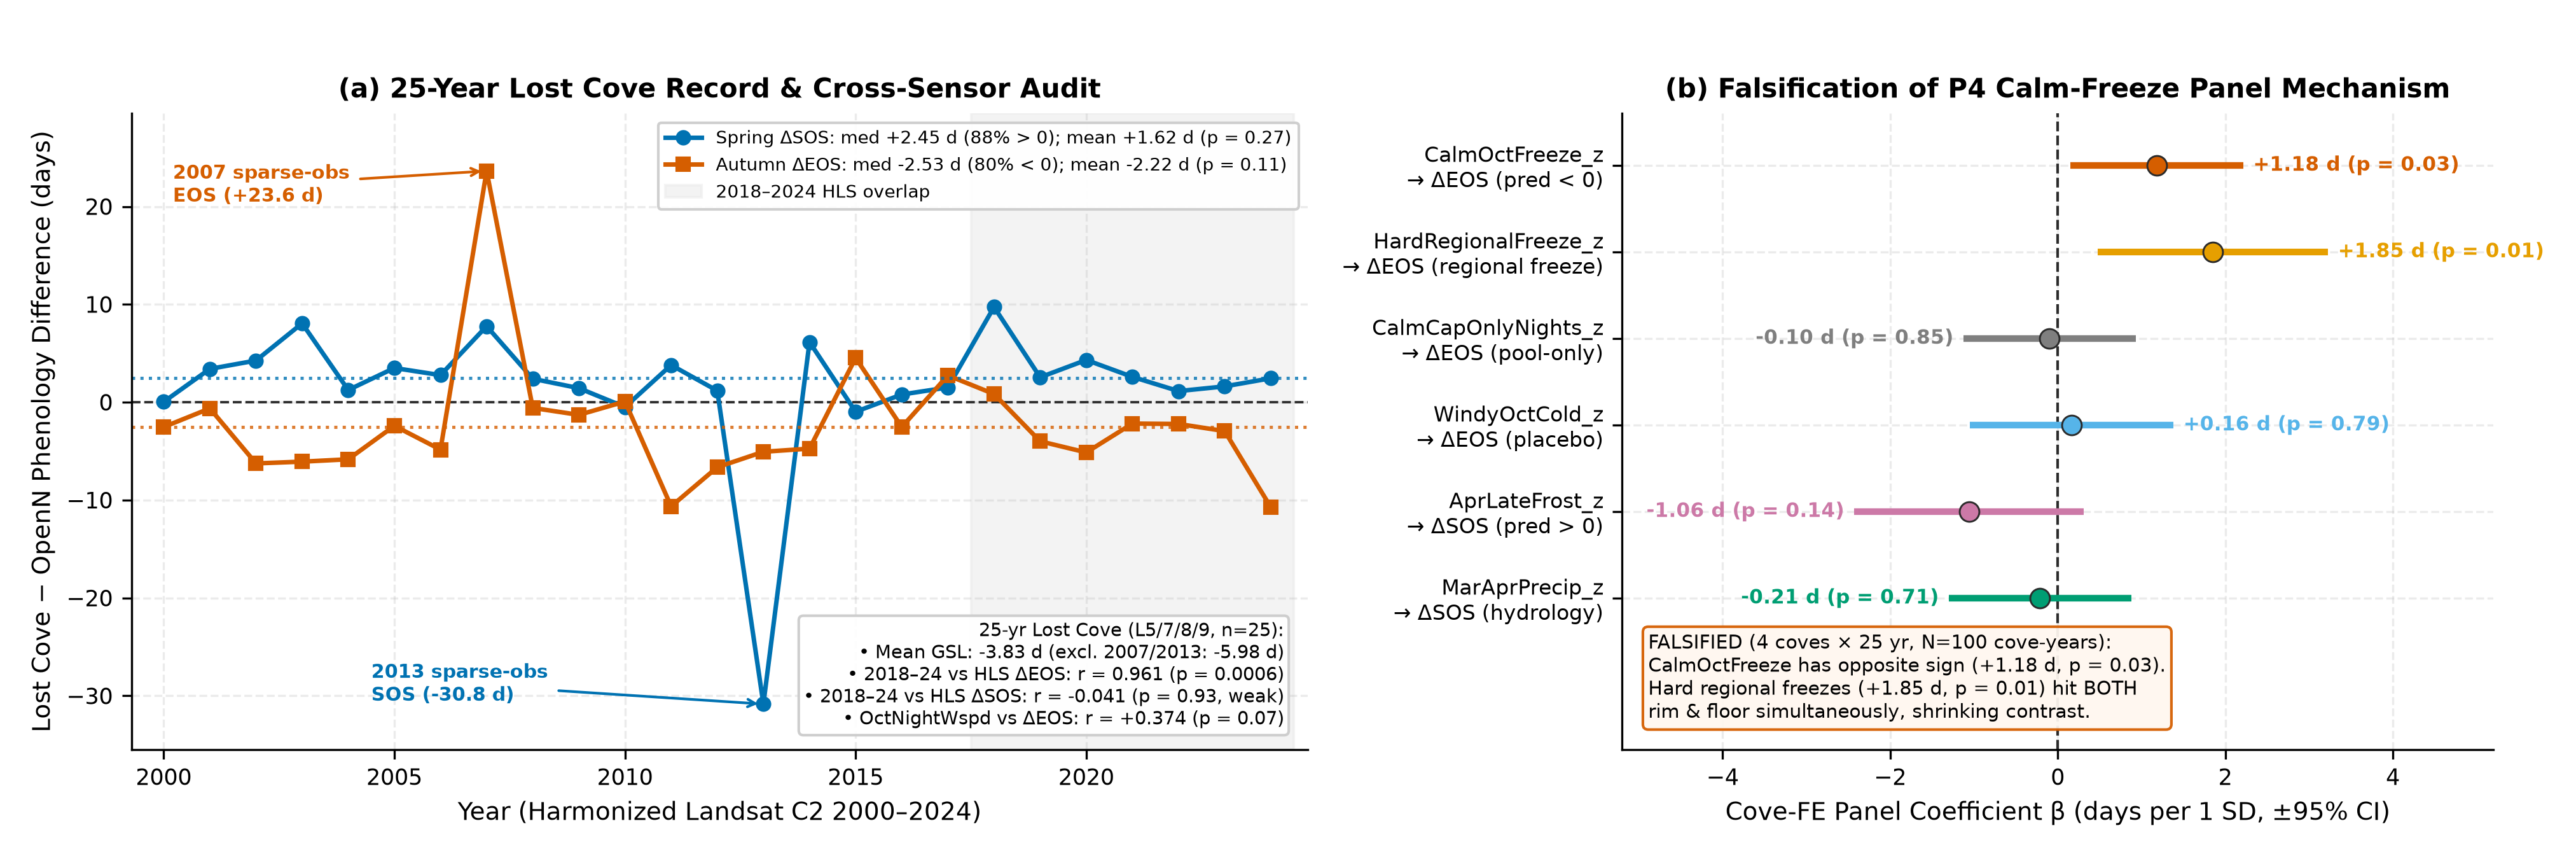 (a) 25-Year Lost Cove Record & Cross-Sensor Audit
Lost Cove − OpenN Phenology Difference (days)
20
10
0
−10
−20
−30
2007 sparse-obs
EOS (+23.6 d)
Spring ΔSOS: med +2.45 d (88% > 0); mean +1.62 d (p = 0.27)
Autumn ΔEOS: med -2.53 d (80% < 0); mean -2.22 d (p = 0.11)
2018–2024 HLS overlap
2013 sparse-obs
SOS (-30.8 d)
25-yr Lost Cove (L5/7/8/9, n=25):
• Mean GSL: -3.83 d (excl. 2007/2013: -5.98 d)
• 2018–24 vs HLS ΔEOS: r = 0.961 (p = 0.0006)
• 2018–24 vs HLS ΔSOS: r = -0.041 (p = 0.93, weak)
• OctNightWspd vs ΔEOS: r = +0.374 (p = 0.07)
2000
2005
2010
2015
2020
Year (Harmonized Landsat C2 2000–2024)
(b) Falsification of P4 Calm-Freeze Panel Mechanism
CalmOctFreeze_z
→ ΔEOS (pred < 0)
+1.18 d (p = 0.03)
HardRegionalFreeze_z
→ ΔEOS (regional freeze)
+1.85 d (p = 0.01)
CalmCapOnlyNights_z
→ ΔEOS (pool-only)
-0.10 d (p = 0.85)
WindyOctCold_z
→ ΔEOS (placebo)
+0.16 d (p = 0.79)
AprLateFrost_z
→ ΔSOS (pred > 0)
-1.06 d (p = 0.14)
MarAprPrecip_z
→ ΔSOS (hydrology)
-0.21 d (p = 0.71)
FALSIFIED (4 coves × 25 yr, N=100 cove-years):
CalmOctFreeze has opposite sign (+1.18 d, p = 0.03).
Hard regional freezes (+1.85 d, p = 0.01) hit BOTH
rim & floor simultaneously, shrinking contrast.
−4
−2
0
2
4
Cove-FE Panel Coefficient β (days per 1 SD, ±95% CI)